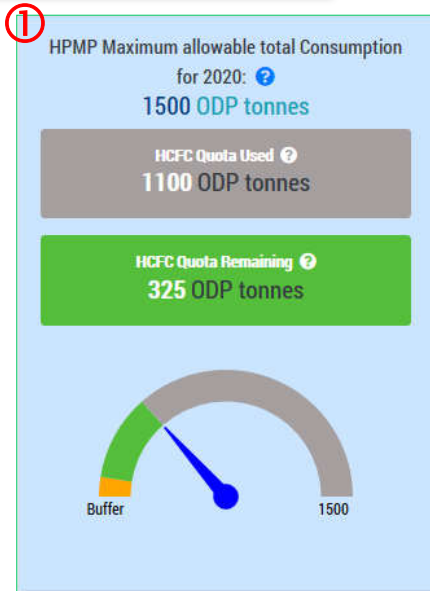 ①
HPMP Maximum allowable total Consumption
for 2020: ?
1500 ODP tonnes
HCFC Quota Used ?
1100 ODP tonnes
HCFC Quota Remaining ?
325 ODP tonnes
Buffer 1500